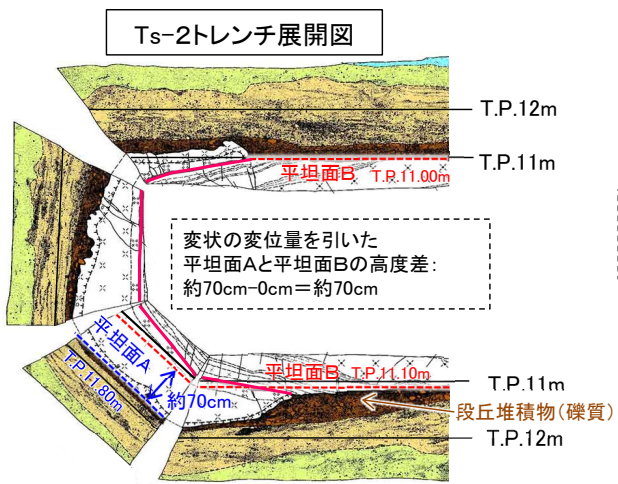 Ts-2トレンチ展開図
T.P.12m
T.P.11m
平坦面B T.P.11.00m
変状の変位量を引いた
平坦面Aと平坦面Bの高度差:
約70cm-0cm=約70cm
平坦面A
T.P.11.80m
約70cm
平坦面B T.P.11.10m
T.P.11m
段丘堆積物(礫質)
T.P.12m